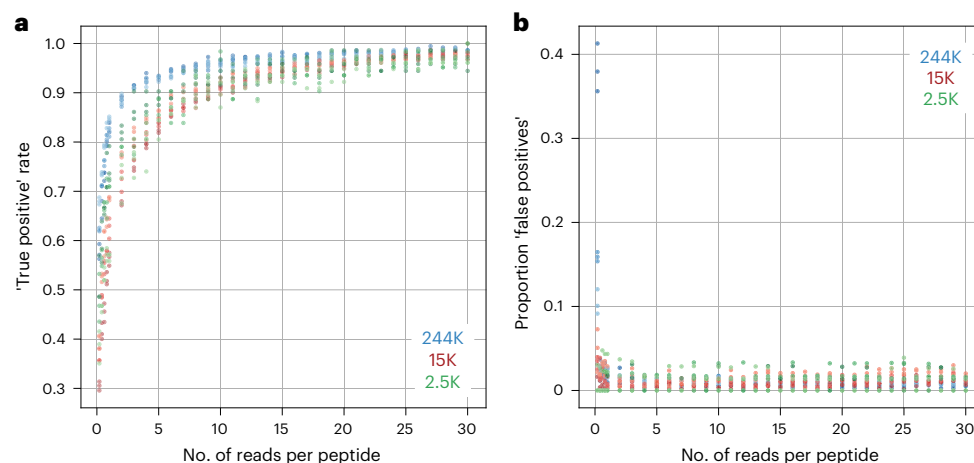 a
1.0
0.9
0.8
0.7
0.6
0.5
0.4
0.3
'True positive' rate
244K
15K
2.5K
0 5 10 15 20 25 30
No. of reads per peptide
b
0.4
0.3
0.2
0.1
0
Proportion 'false positives'
244K
15K
2.5K
0 5 10 15 20 25 30
No. of reads per peptide